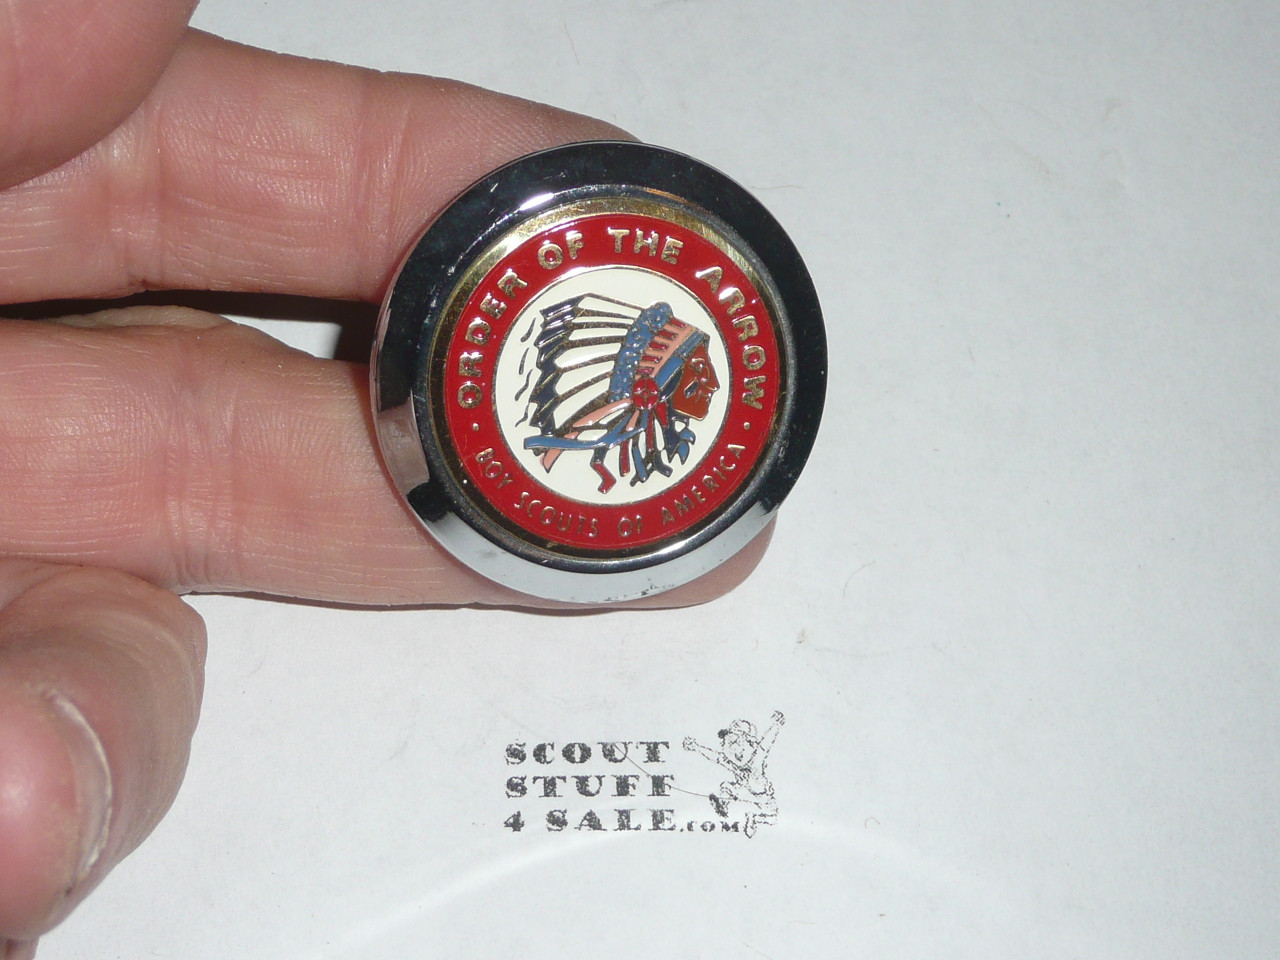 ORDER OF THE ARROW
BOY SCOUTS OF AMERICA
SCOUT
STUFF
4 SALE.COM